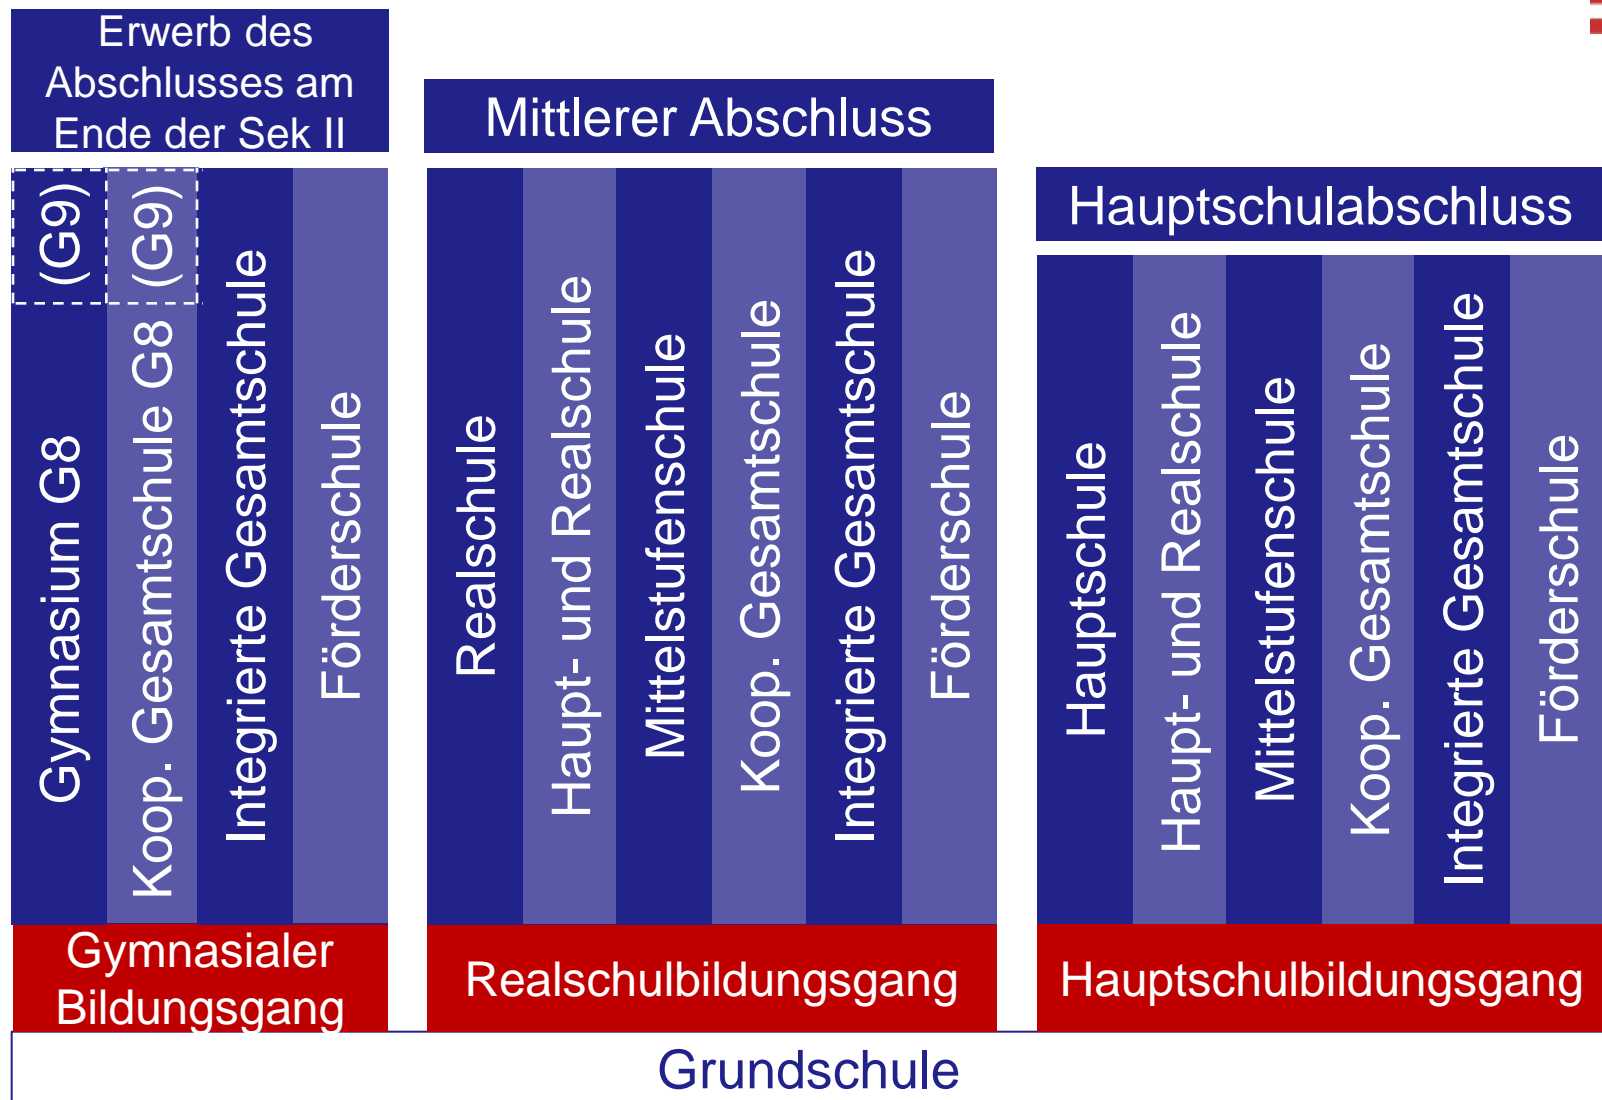 Erwerb des
Abschlusses am
Ende der Sek II
Mittlerer Abschluss
Hauptschulabschluss
Gymnasium G8 (G9)
Koop. Gesamtschule G8 (G9)
Integrierte Gesamtschule
Förderschule
Realschule
Haupt- und Realschule
Mittelstufenschule
Koop. Gesamtschule
Integrierte Gesamtschule
Förderschule
Hauptschule
Haupt- und Realschule
Mittelstufenschule
Koop. Gesamtschule
Integrierte Gesamtschule
Förderschule
Gymnasialer
Bildungsgang
Realschulbildungsgang
Hauptschulbildungsgang
Grundschule